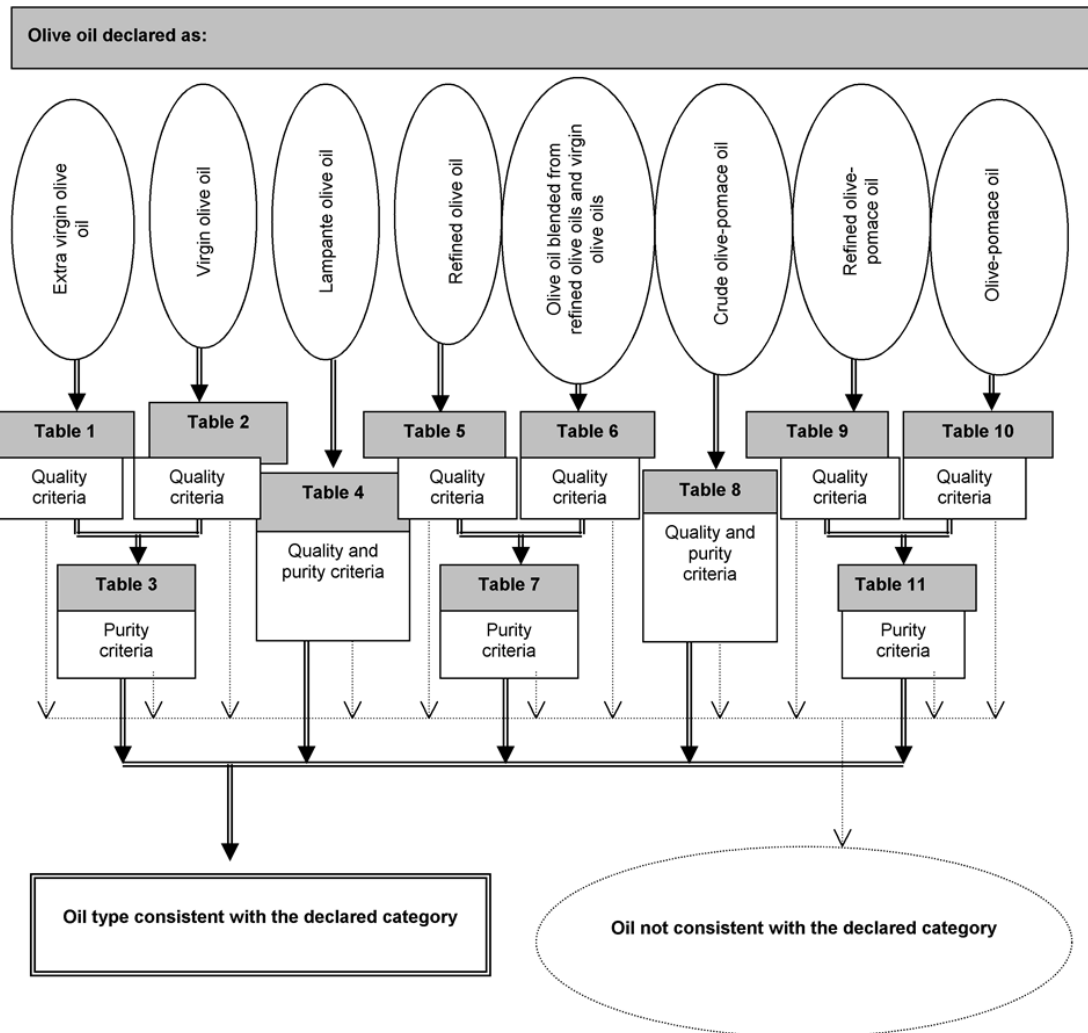 Olive oil declared as:
Extra virgin olive
oil
Virgin olive oil
Lampante olive oil
Refined olive oil
Olive oil blended from
refined olive oils and virgin
olive oils
Crude olive-pomace oil
Refined olive-
pomace oil
Olive-pomace oil
Table 1
Quality
criteria
Table 2
Quality
criteria
Table 3
Purity
criteria
Table 4
Quality and
purity criteria
Table 5
Quality
criteria
Table 6
Quality
criteria
Table 7
Purity
criteria
Table 8
Quality and
purity
criteria
Table 9
Quality
criteria
Table 10
Quality
criteria
Table 11
Purity
criteria
Oil type consistent with the declared category
Oil not consistent with the declared category